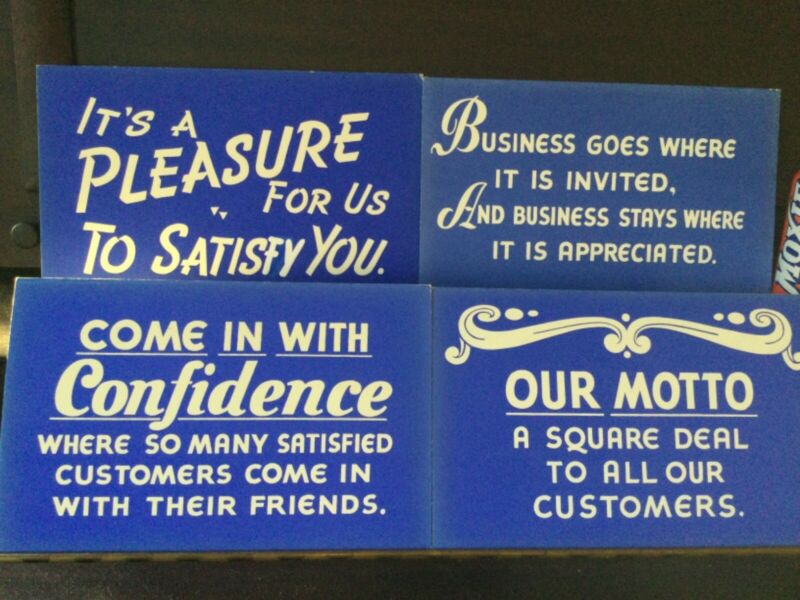 IT'S A
PLEASURE
FOR US
TO SATISFY YOU.
BUSINESS GOES WHERE
IT IS INVITED,
AND BUSINESS STAYS WHERE
IT IS APPRECIATED.
COME IN WITH
Confidence
WHERE SO MANY SATISFIED
CUSTOMERS COME IN
WITH THEIR FRIENDS.
OUR MOTTO
A SQUARE DEAL
TO ALL OUR
CUSTOMERS.
MOXIE